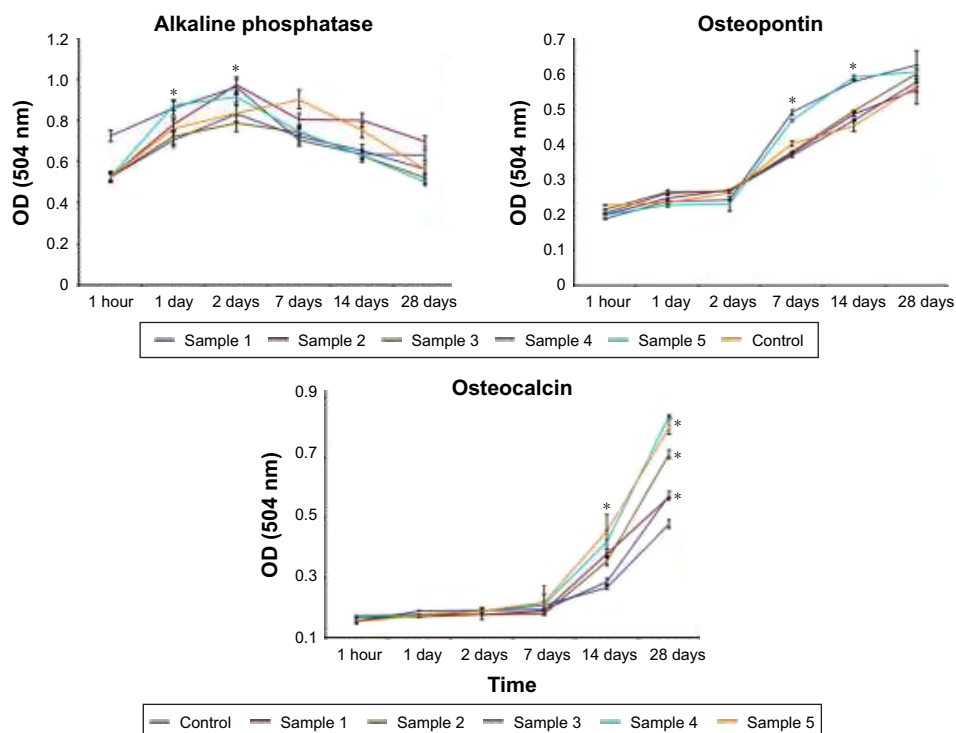 Alkaline phosphatase
OD (504 nm)
1.2
1.0
0.8
0.6
0.4
0.2
0
*
*
1 hour 1 day 2 days 7 days 14 days 28 days
Osteopontin
OD (504 nm)
0.7
0.6
0.5
0.4
0.3
0.2
0.1
0
*
*
1 hour 1 day 2 days 7 days 14 days 28 days
Sample 1 Sample 2 Sample 3 Sample 4 Sample 5 Control
Osteocalcin
OD (504 nm)
0.9
0.7
0.5
0.3
0.1
*
*
*
*
1 hour 1 day 2 days 7 days 14 days 28 days
Time
Control Sample 1 Sample 2 Sample 3 Sample 4 Sample 5